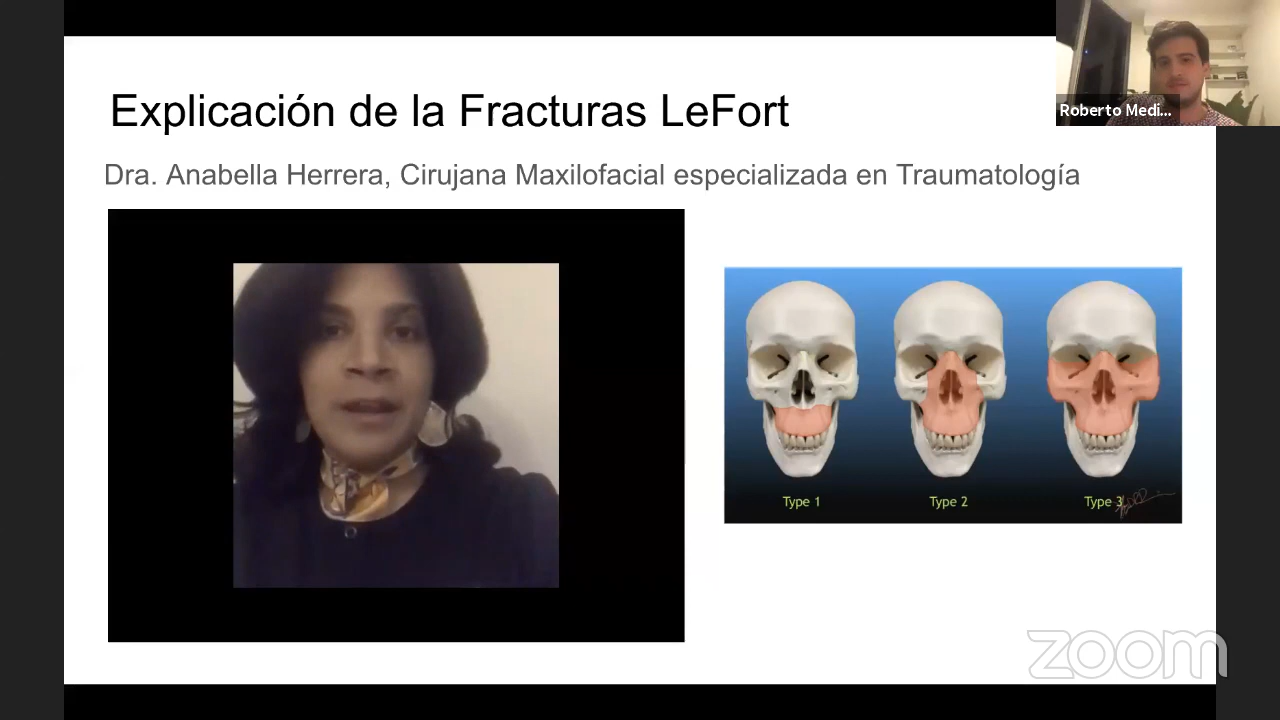 Explicación de la Fracturas LeFort
Roberto Medi...
Dra. Anabella Herrera, Cirujana Maxilofacial especializada en Traumatología
Type 1
Type 2
Type 3
zoom